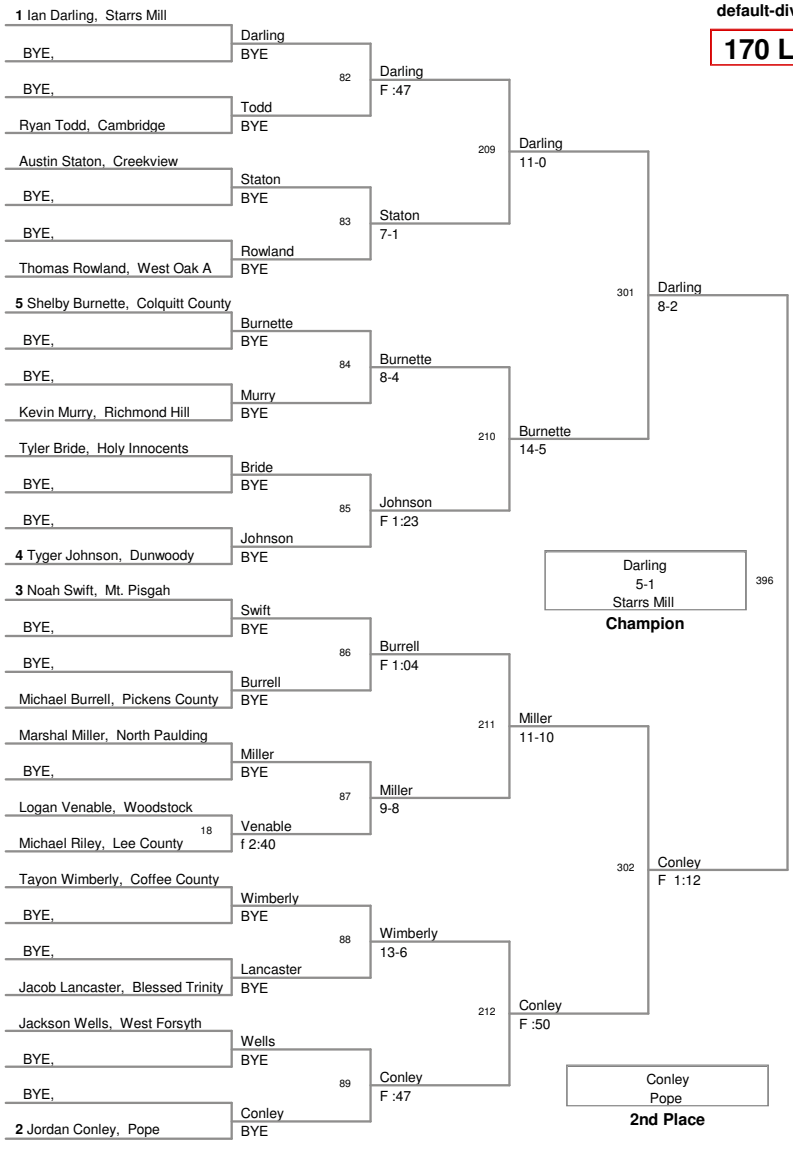 default-div
170 L
1 Ian Darling, Starrs Mill
BYE,
BYE,
Ryan Todd, Cambridge
Austin Staton, Creekview
BYE,
BYE,
Thomas Rowland, West Oak A
5 Shelby Burnette, Colquitt County
BYE,
BYE,
Kevin Murry, Richmond Hill
Tyler Bride, Holy Innocents
BYE,
BYE,
4 Tyger Johnson, Dunwoody
3 Noah Swift, Mt. Pisgah
BYE,
BYE,
Michael Burrell, Pickens County
Marshal Miller, North Paulding
BYE,
Logan Venable, Woodstock
18
Michael Riley, Lee County
Tayon Wimberly, Coffee County
BYE,
BYE,
Jacob Lancaster, Blessed Trinity
Jackson Wells, West Forsyth
BYE,
BYE,
2 Jordan Conley, Pope
Darling
BYE
82
Todd
BYE
Staton
BYE
83
Rowland
BYE
Burnette
BYE
84
Murry
BYE
Bride
BYE
85
Johnson
BYE
Swift
BYE
86
Burrell
BYE
Miller
BYE
87
Venable
f 2:40
Wimberly
BYE
88
Lancaster
BYE
Wells
BYE
89
Conley
BYE
Darling
F :47
209
Staton
7-1
Burnette
8-4
210
Johnson
F 1:23
Burrell
F 1:04
211
Miller
9-8
Wimberly
13-6
212
Conley
F :47
Darling
11-0
301
Burnette
14-5
Miller
11-10
302
Conley
F :50
Darling
8-2
396
Conley
F 1:12
Darling
5-1
Starrs Mill
Champion
Conley
Pope
2nd Place